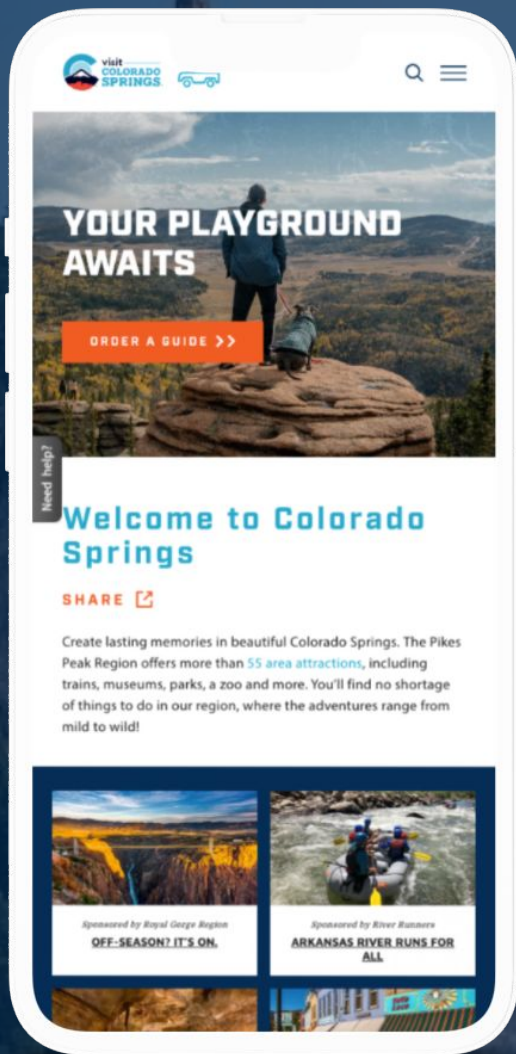 visit
COLORADO
SPRINGS
YOUR PLAYGROUND
AWAITS
ORDER A GUIDE >>
Need help?
Welcome to Colorado
Springs
SHARE
Create lasting memories in beautiful Colorado Springs. The Pikes
Peak Region offers more than 55 area attractions, including
trains, museums, parks, a zoo and more. You'll find no shortage
of things to do in our region, where the adventures range from
mild to wild!
Sponsored by Royal Gorge Region
OFF-SEASON? IT'S ON.
Sponsored by River Runners
ARKANSAS RIVER RUNS FOR
ALL